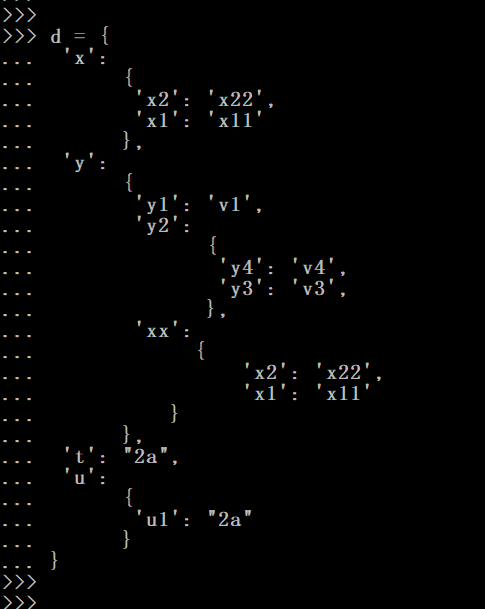 >>>
>>> d = {
...   'x':
...         {
...          'x2': 'x22',
...          'x1': 'x11'
...         },
...   'y':
...         {
...          'y1': 'v1',
...          'y2':
...                {
...                 'y4': 'v4',
...                 'y3': 'v3',
...                },
...          'xx':
...               {
...                   'x2': 'x22',
...                   'x1': 'x11'
...             }
...         },
...   't': "2a",
...   'u':
...         {
...          'u1': "2a"
...         }
... }
>>>
>>>